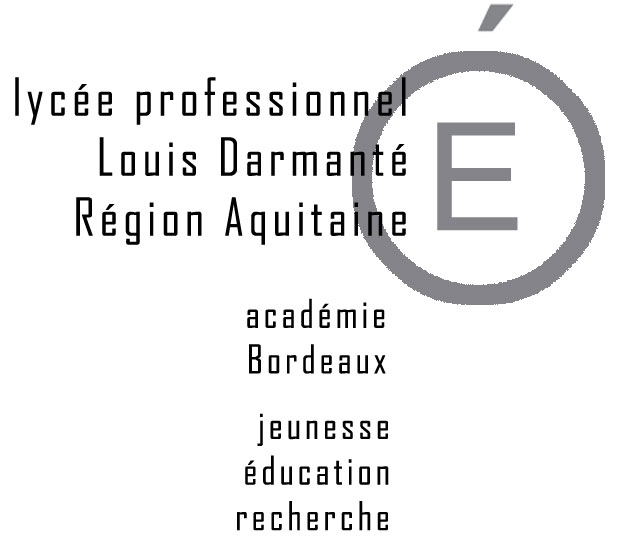 lycée professionnel
Louis Darmanté
Région Aquitaine
É
académie
Bordeaux
jeunesse
éducation
recherche